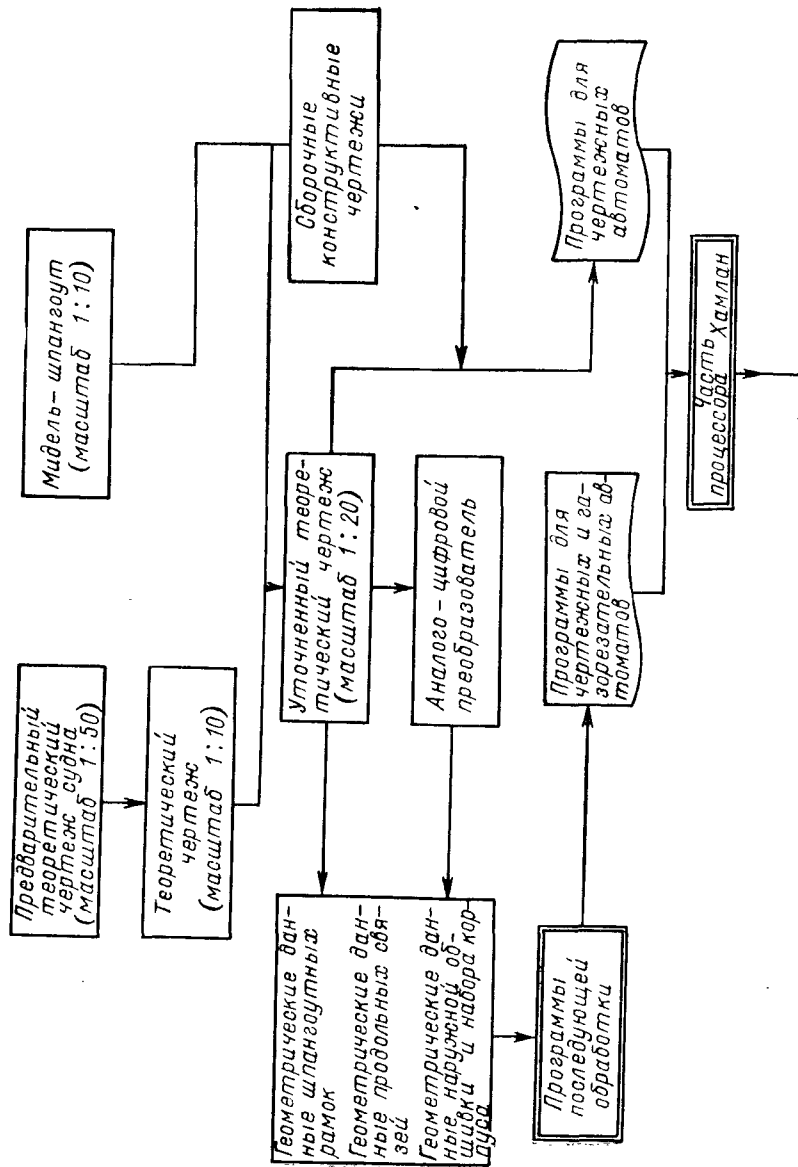 Предварительный
теоретический
чертеж судна
(масштаб 1:50)
Теоретический
чертеж
(масштаб 1:10)
Мидель-шпангоут
(масштаб 1:10)
Сборочные
конструктивные
чертежи
Уточненный теоре-
тический чертеж
(масштаб 1:20)
Аналого-цифровой
преобразователь
Геометрические дан-
ные шпангоутных
рамок
Геометрические дан-
ные продольных свя-
зей
Геометрические дан-
ные наружной об-
шивки и набора кор-
пуса
Программы
последующей
обработки
Программы для
чертежных и га-
зорезательных ав-
томатов
Программы для
чертежных
автоматов
Часть
процессора Хамлан